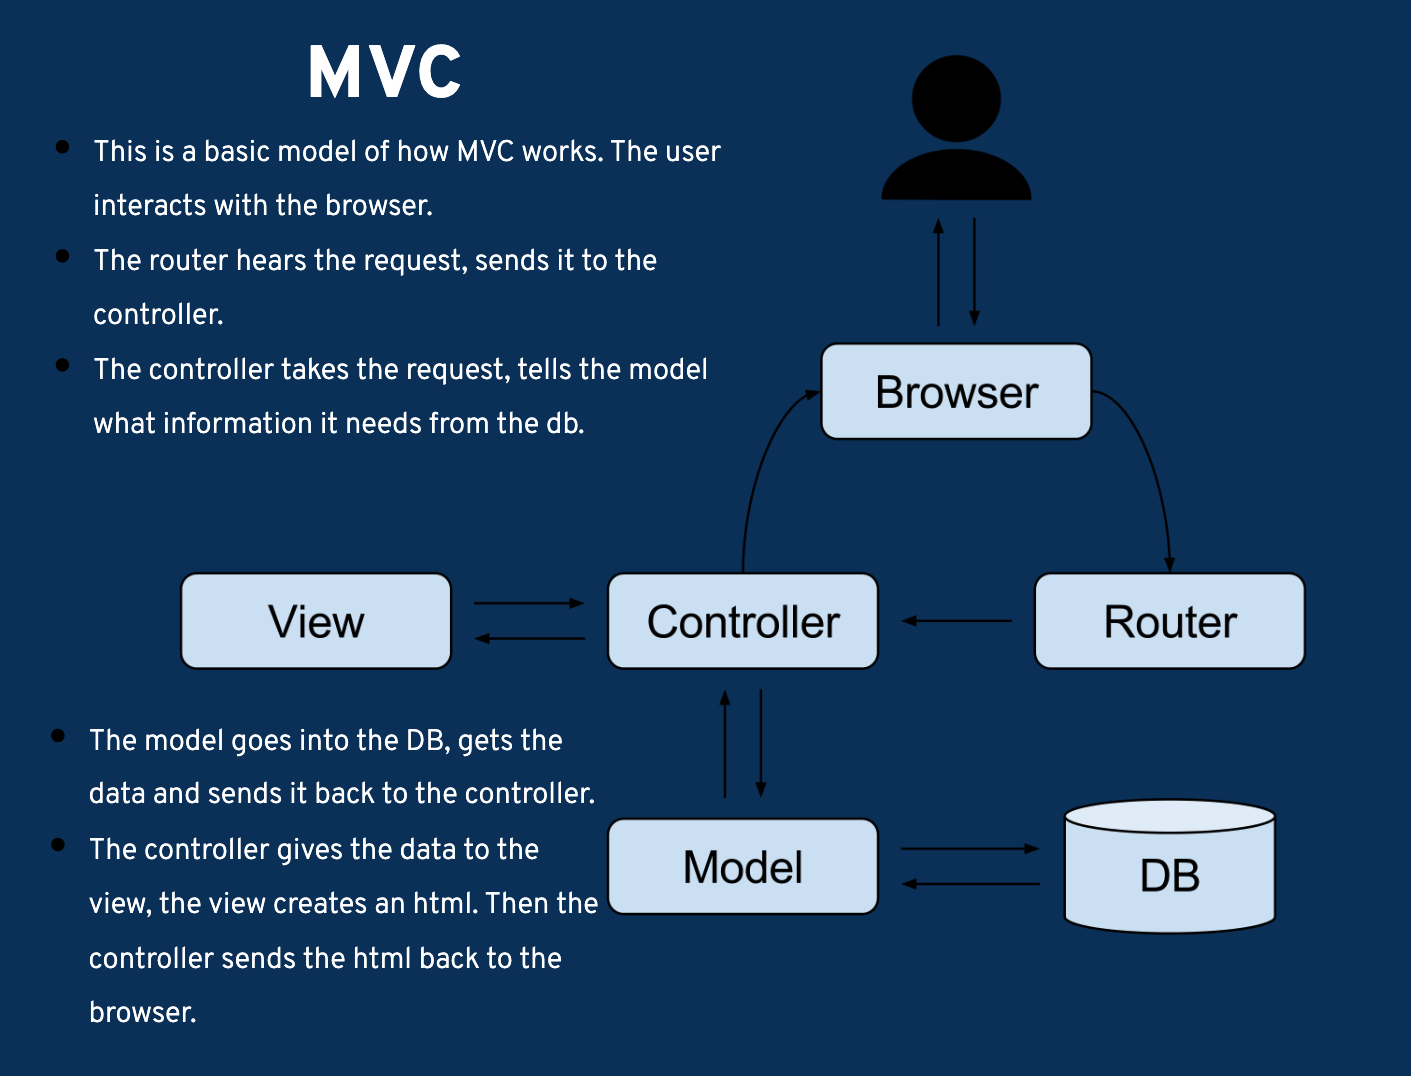 MVC
This is a basic model of how MVC works. The user
interacts with the browser.
The router hears the request, sends it to the
controller.
The controller takes the request, tells the model
what information it needs from the db.
Browser
View
Controller
Router
The model goes into the DB, gets the
data and sends it back to the controller.
The controller gives the data to the
view, the view creates an html. Then the
controller sends the html back to the
browser.
Model
DB